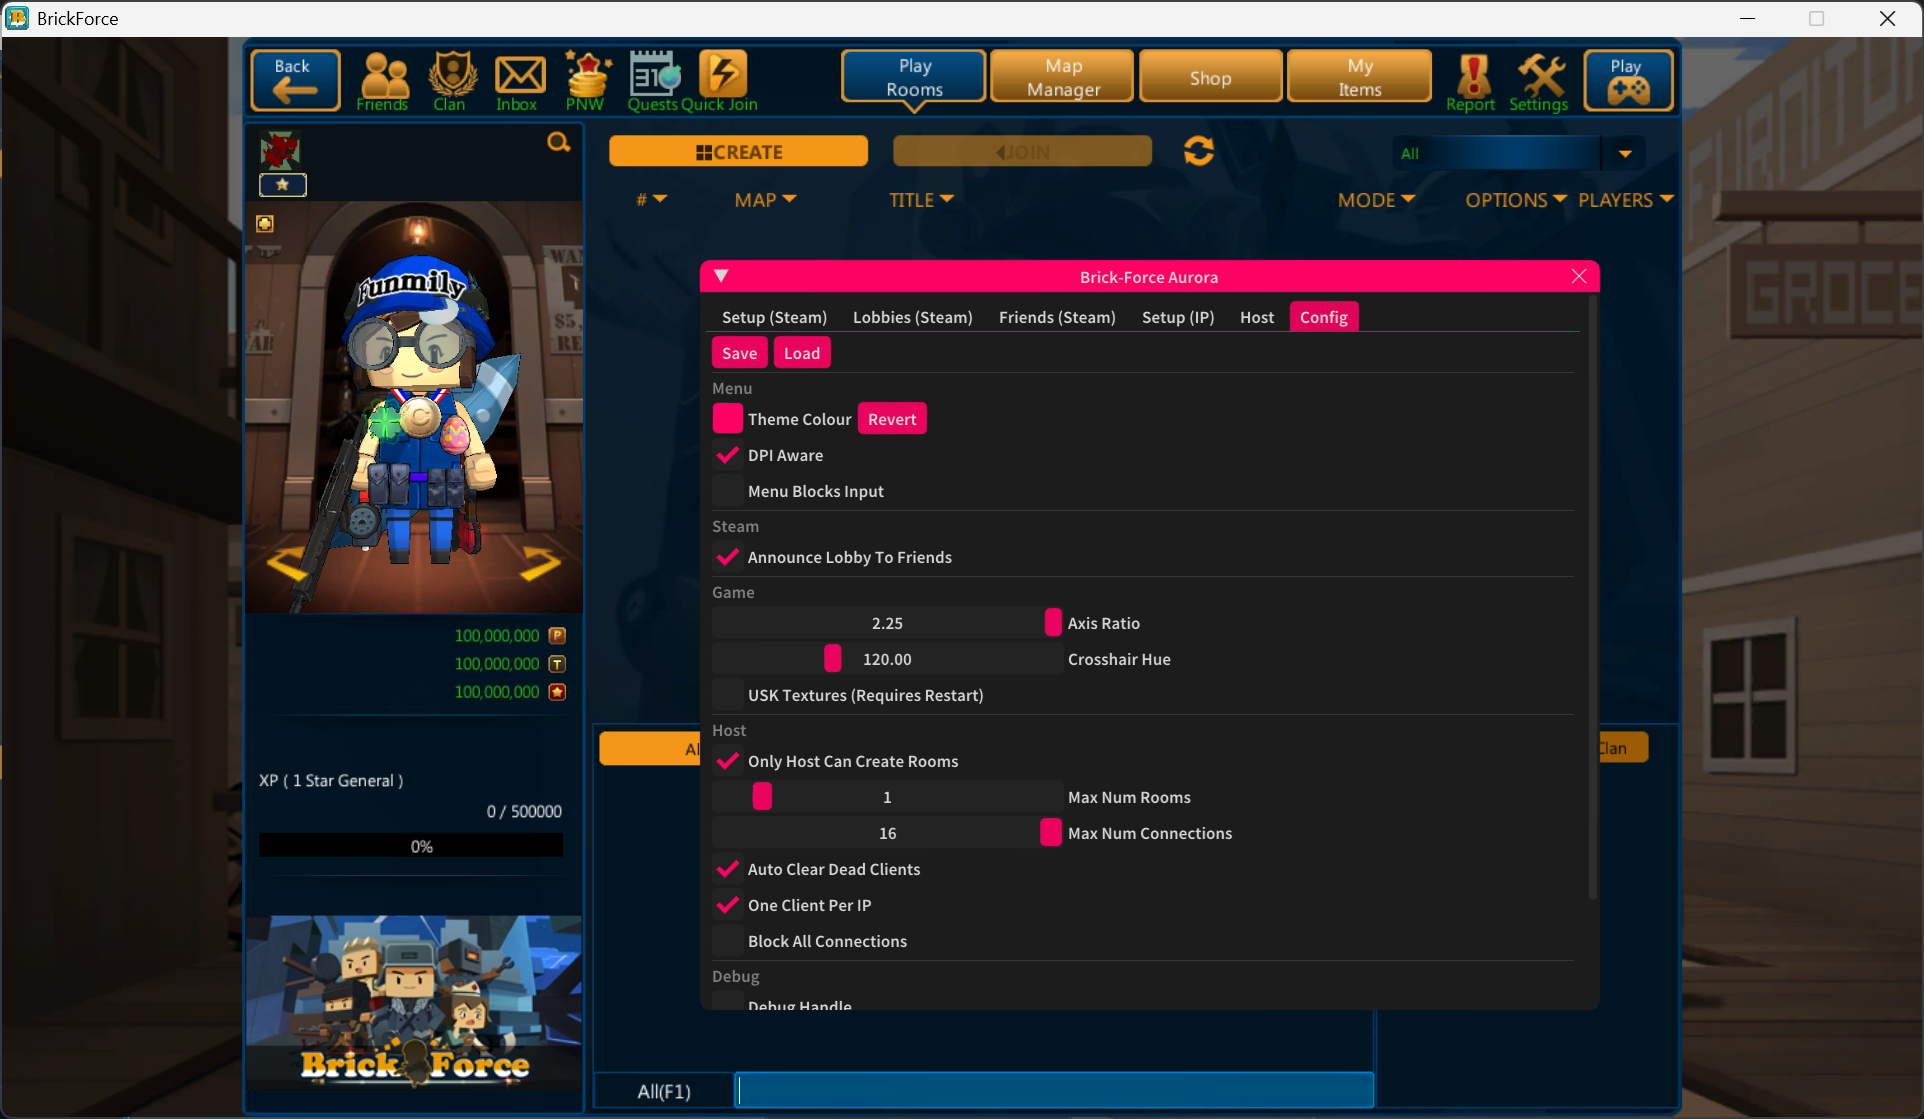 BrickForce
Back
Friends
Clan
Inbox
PNW
31
Quests
Quick Join
Play
Rooms
Map
Manager
Shop
My
Items
Report
Settings
Play
CREATE
JOIN
All
#
MAP
TITLE
MODE
OPTIONS
PLAYERS
Funmily
C
GROCE
Brick-Force Aurora
Setup (Steam)
Lobbies (Steam)
Friends (Steam)
Setup (IP)
Host
Config
Save
Load
Menu
Theme Colour
Revert
DPI Aware
Menu Blocks Input
Steam
Announce Lobby To Friends
Game
2.25
Axis Ratio
120.00
Crosshair Hue
USK Textures (Requires Restart)
Host
Only Host Can Create Rooms
1
Max Num Rooms
16
Max Num Connections
Auto Clear Dead Clients
One Client Per IP
Block All Connections
Debug
Debug Handle
100,000,000 P
100,000,000 T
100,000,000
XP ( 1 Star General )
0 / 500000
0%
Brick Force
Clan
All(F1)